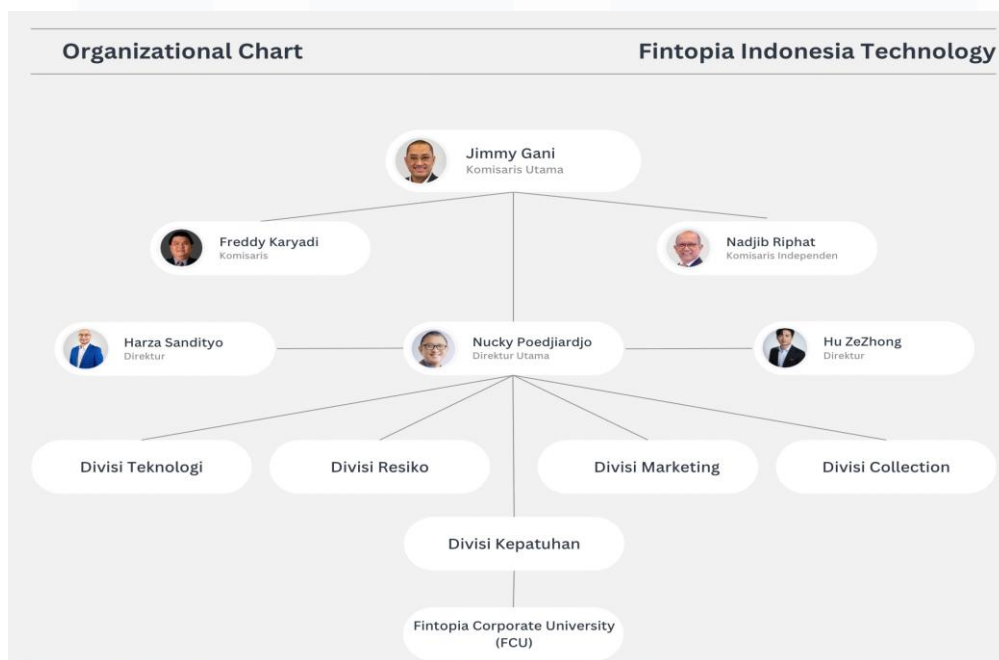 Organizational Chart
Fintopia Indonesia Technology
Jimmy Gani
Komisaris Utama
Freddy Karyadi
Komisaris
Nadjib Riphat
Komisaris Independen
Harza Sandityo
Direktur
Nucky Poedjiardjo
Direktur Utama
Hu ZeZhong
Direktur
Divisi Teknologi
Divisi Resiko
Divisi Marketing
Divisi Collection
Divisi Kepatuhan
Fintopia Corporate University
(FCU)